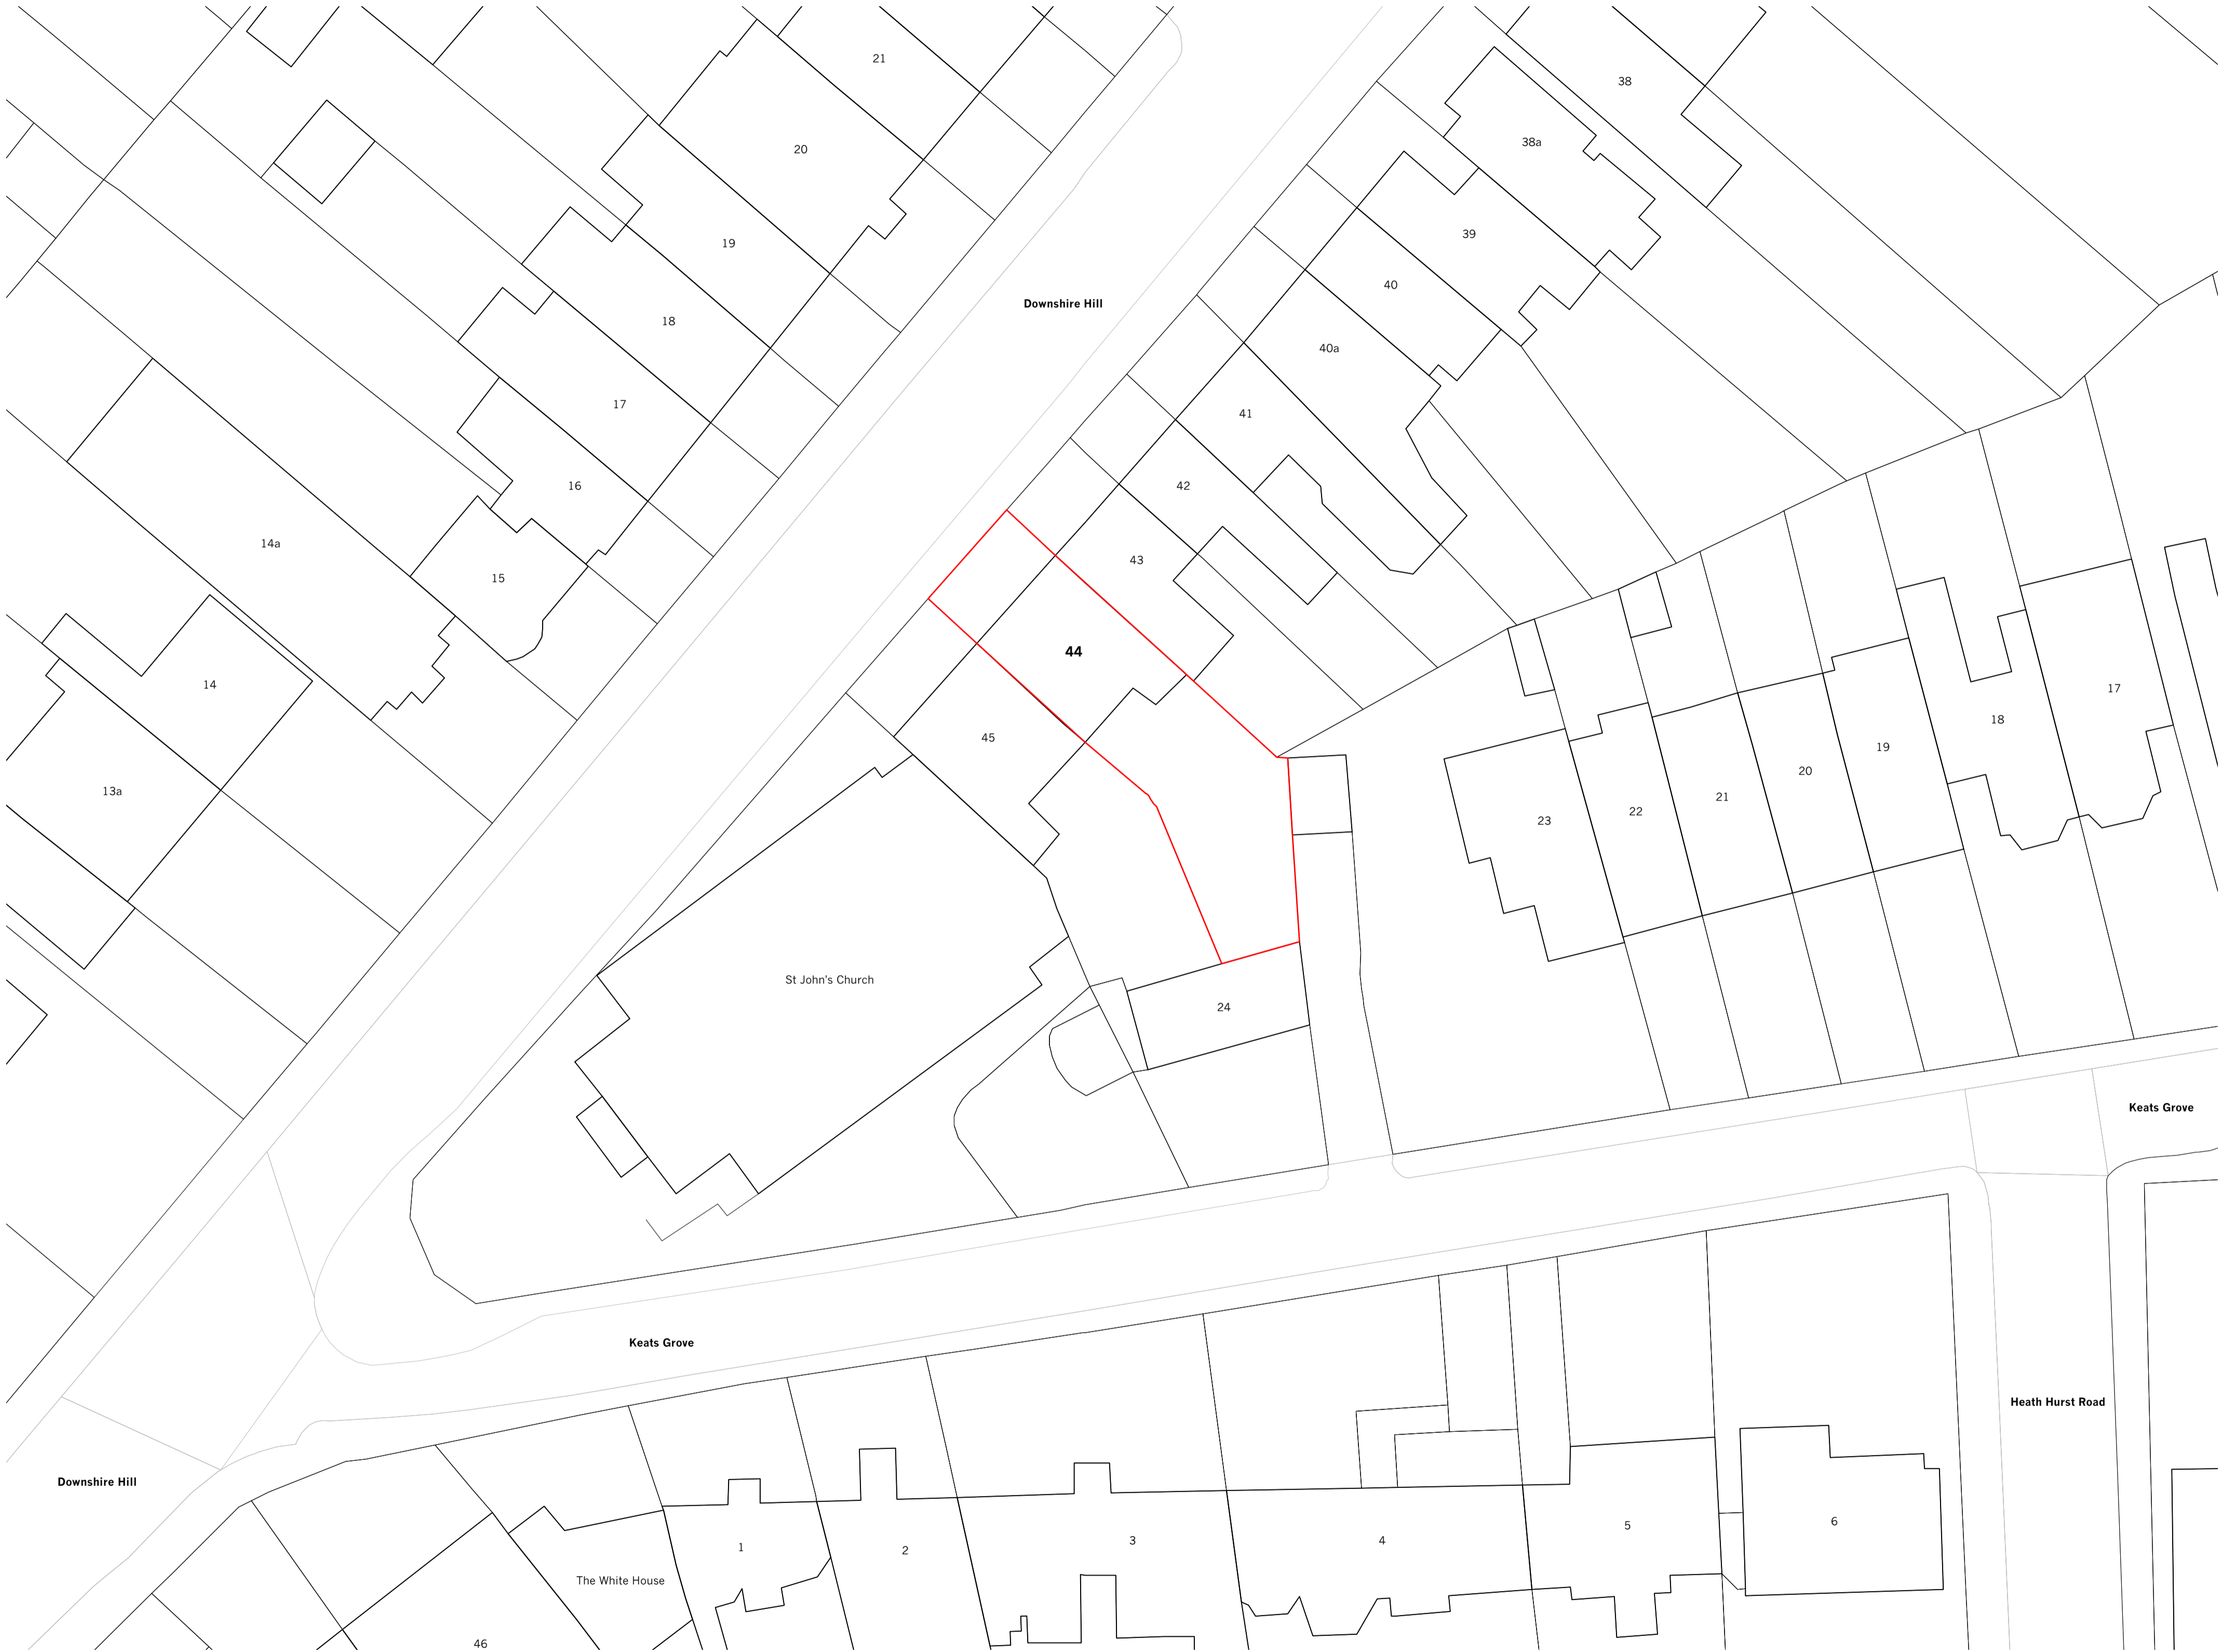 21
38
20
38a
39
19
40
Downshire Hill
18
40a
17
41
16
42
14a
43
15
44
14
17
18
45
19
20
13a
21
22
23
St John's Church
24
Keats Grove
Keats Grove
Heath Hurst Road
Downshire Hill
6
5
4
3
1
2
The White House
46